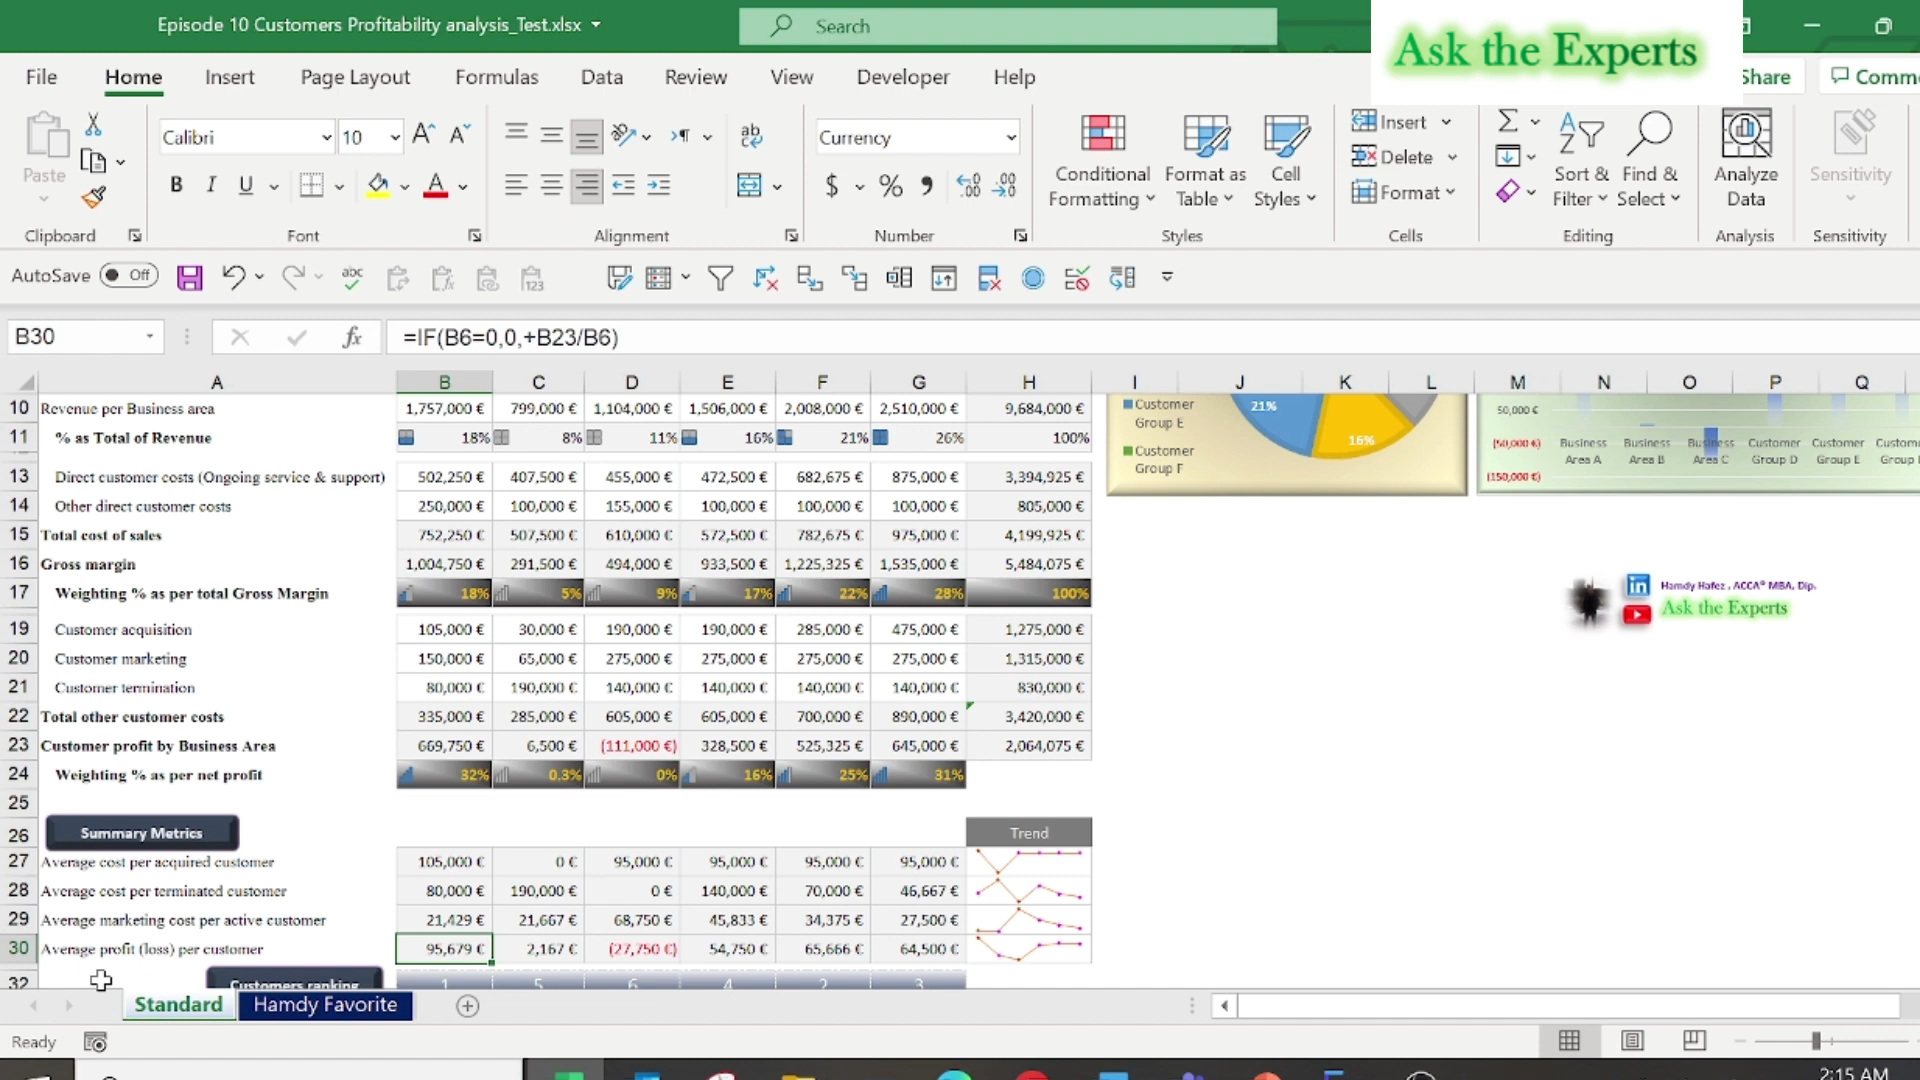 Episode 10 Customers Profitability analysis_Test.xlsx
Search
Ask the Experts
Share
File Home Insert Page Layout Formulas Data Review View Developer Help
Paste
Clipboard
Calibri 10
B I U
Font
ab
Alignment
Currency
$ % 9
Number
Conditional Formatting
Format as Table
Cell Styles
Styles
Insert
Delete
Format
Cells
Sort & Filter
Find & Select
Editing
Analyze Data
Analysis
Sensitivity
Sensitivity
AutoSave Off
B30 fx =IF(B6=0,0,+B23/B6)
A B C D E F G H I J K L M N O P Q
10 Revenue per Business area 1,757,000 € 799,000 € 1,104,000 € 1,506,000 € 2,008,000 € 2,510,000 € 9,684,000 €
11 % as Total of Revenue 18% 8% 11% 16% 21% 26% 100%
13 Direct customer costs (Ongoing service & support) 502,250 € 407,500 € 455,000 € 472,500 € 682,675 € 875,000 € 3,394,925 €
14 Other direct customer costs 250,000 € 100,000 € 155,000 € 100,000 € 100,000 € 100,000 € 805,000 €
15 Total cost of sales 752,250 € 507,500 € 610,000 € 572,500 € 782,675 € 975,000 € 4,199,925 €
16 Gross margin 1,004,750 € 291,500 € 494,000 € 933,500 € 1,225,325 € 1,535,000 € 5,484,075 €
17 Weighting % as per total Gross Margin 18% 5% 9% 17% 22% 28% 100%
19 Customer acquisition 105,000 € 30,000 € 190,000 € 190,000 € 285,000 € 475,000 € 1,275,000 €
20 Customer marketing 150,000 € 65,000 € 275,000 € 275,000 € 275,000 € 275,000 € 1,315,000 €
21 Customer termination 80,000 € 190,000 € 140,000 € 140,000 € 140,000 € 140,000 € 830,000 €
22 Total other customer costs 335,000 € 285,000 € 605,000 € 605,000 € 700,000 € 890,000 € 3,420,000 €
23 Customer profit by Business Area 669,750 € 6,500 € (111,000 €) 328,500 € 525,325 € 645,000 € 2,064,075 €
24 Weighting % as per net profit 32% 0.3% 0% 16% 25% 31%
25
26 Summary Metrics Trend
27 Average cost per acquired customer 105,000 € 0 € 95,000 € 95,000 € 95,000 € 95,000 €
28 Average cost per terminated customer 80,000 € 190,000 € 0 € 140,000 € 70,000 € 46,667 €
29 Average marketing cost per active customer 21,429 € 21,667 € 68,750 € 45,833 € 34,375 € 27,500 €
30 Average profit (loss) per customer 95,679 € 2,167 € (27,750 €) 54,750 € 65,666 € 64,500 €
32 Customers ranking 1 5 6 4 2 3
Customer Group E
Customer Group F
21%
16%
50,000 €
(50,000 €)
(150,000 €)
Business Area A
Business Area B
Business Area C
Customer Group D
Customer Group E
Hamdy Hafez , ACCA® MBA, Dip.
Ask the Experts
Standard Hamdy Favorite
Ready
2:15 AM